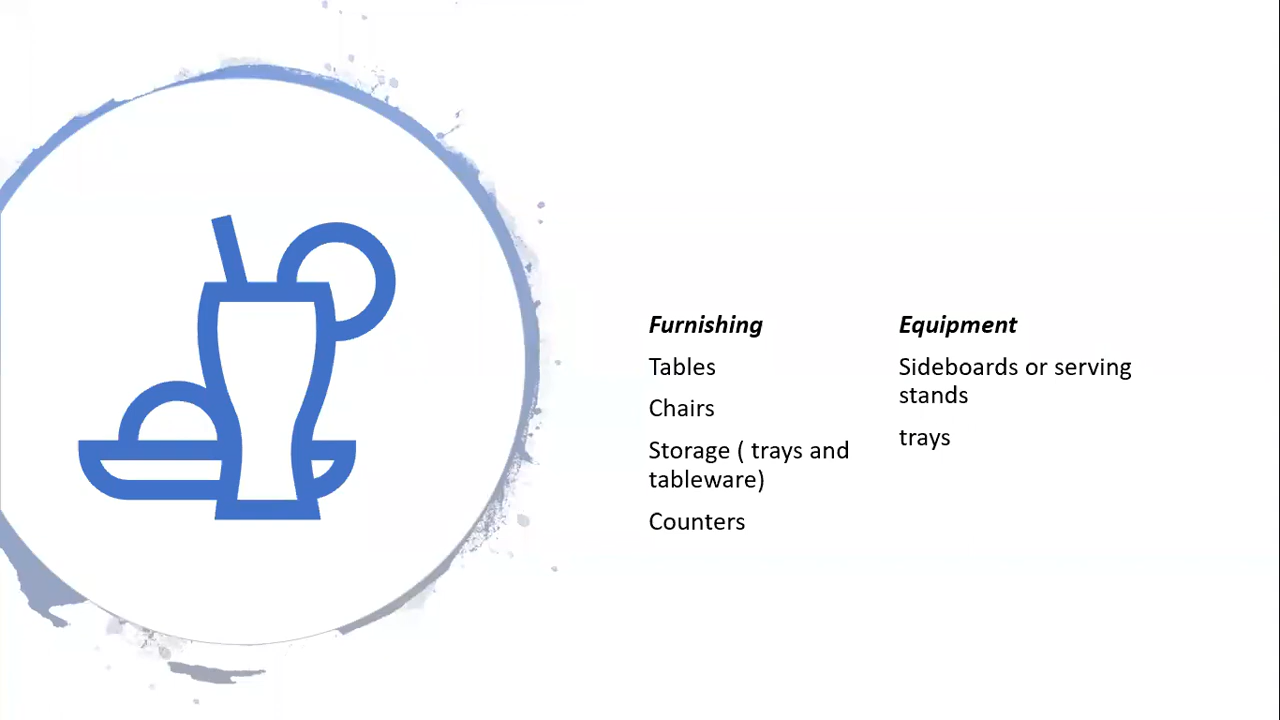 Furnishing
Tables
Chairs
Storage ( trays and
tableware)
Counters
Equipment
Sideboards or serving
stands
trays